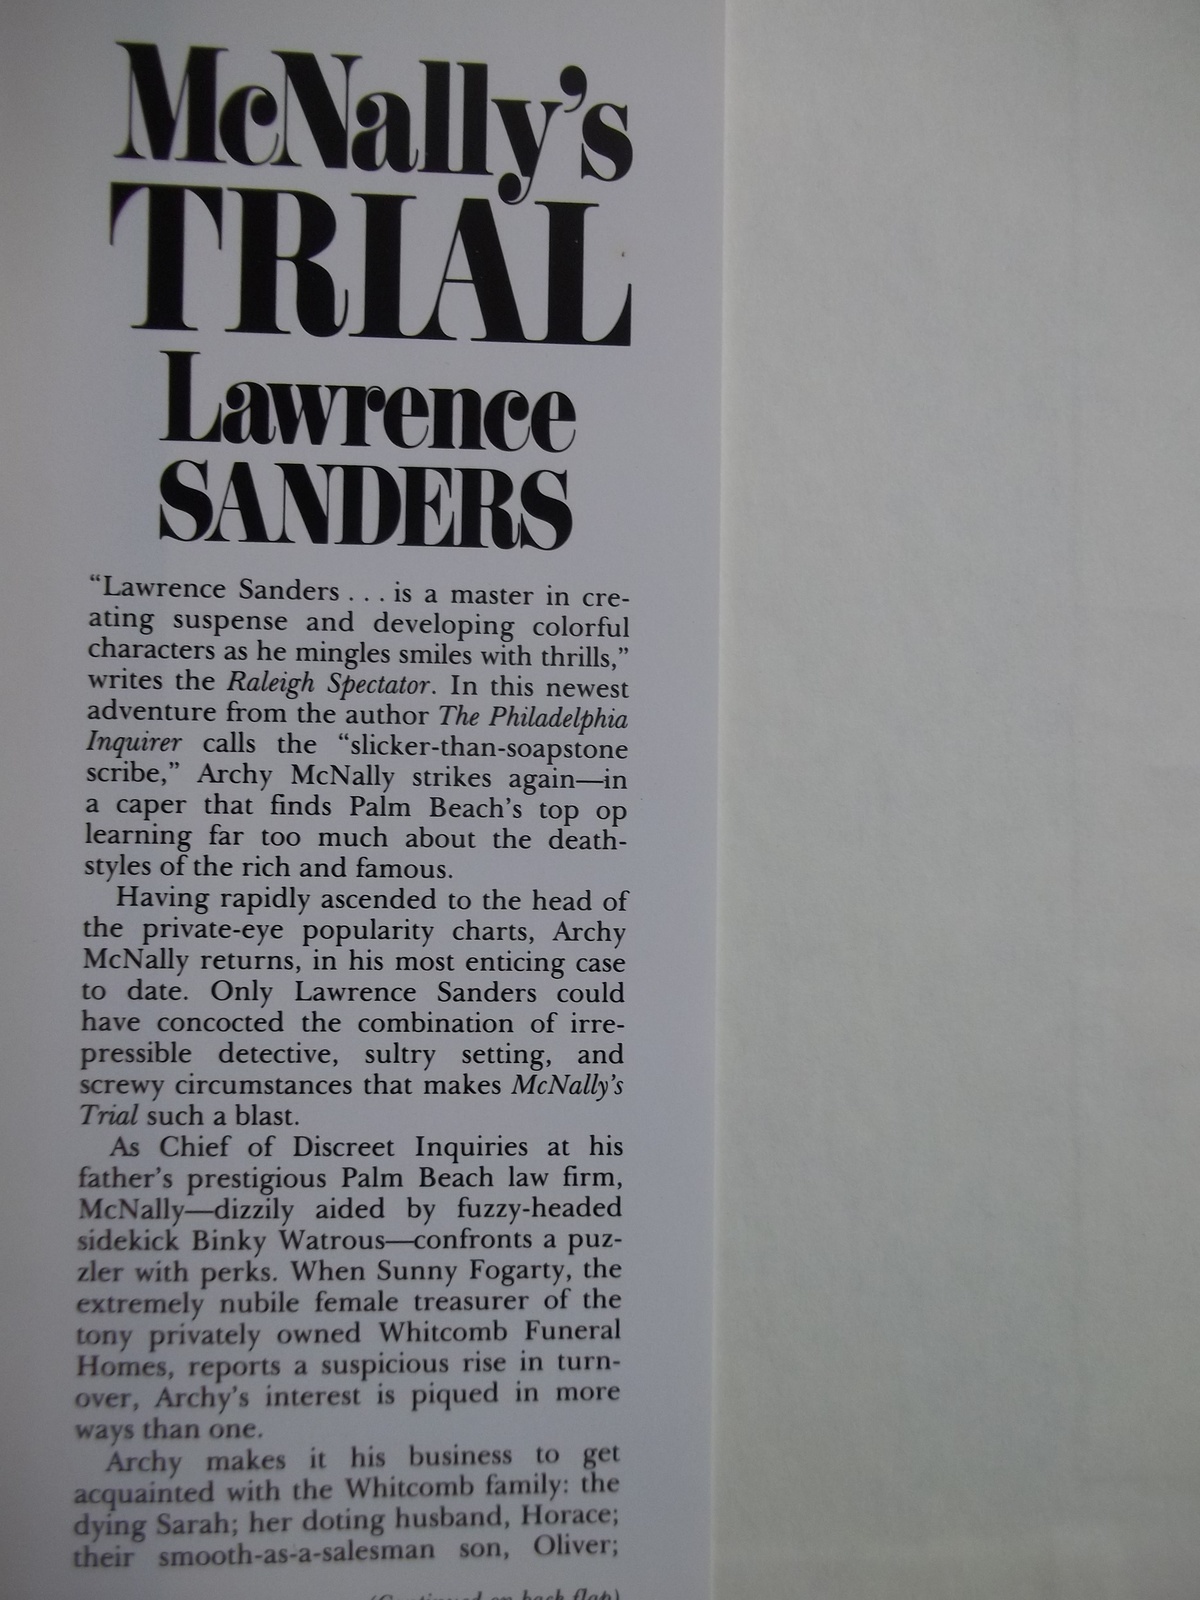 McNally's
TRIAL
Lawrence
SANDERS
“Lawrence Sanders . . . is a master in cre-
ating suspense and developing colorful
characters as he mingles smiles with thrills,”
writes the Raleigh Spectator. In this newest
adventure from the author The Philadelphia
Inquirer calls the “slicker-than-soapstone
scribe,” Archy McNally strikes again—in
a caper that finds Palm Beach’s top op
learning far too much about the death-
styles of the rich and famous.
Having rapidly ascended to the head of
the private-eye popularity charts, Archy
McNally returns, in his most enticing case
to date. Only Lawrence Sanders could
have concocted the combination of irre-
pressible detective, sultry setting, and
screwy circumstances that makes McNally’s
Trial such a blast.
As Chief of Discreet Inquiries at his
father’s prestigious Palm Beach law firm,
McNally—dizzily aided by fuzzy-headed
sidekick Binky Watrous—confronts a puz-
zler with perks. When Sunny Fogarty, the
extremely nubile female treasurer of the
tony privately owned Whitcomb Funeral
Homes, reports a suspicious rise in turn-
over, Archy’s interest is piqued in more
ways than one.
Archy makes it his business to get
acquainted with the Whitcomb family: the
dying Sarah; her doting husband, Horace;
their smooth-as-a-salesman son, Oliver;
(Continued on back flap)